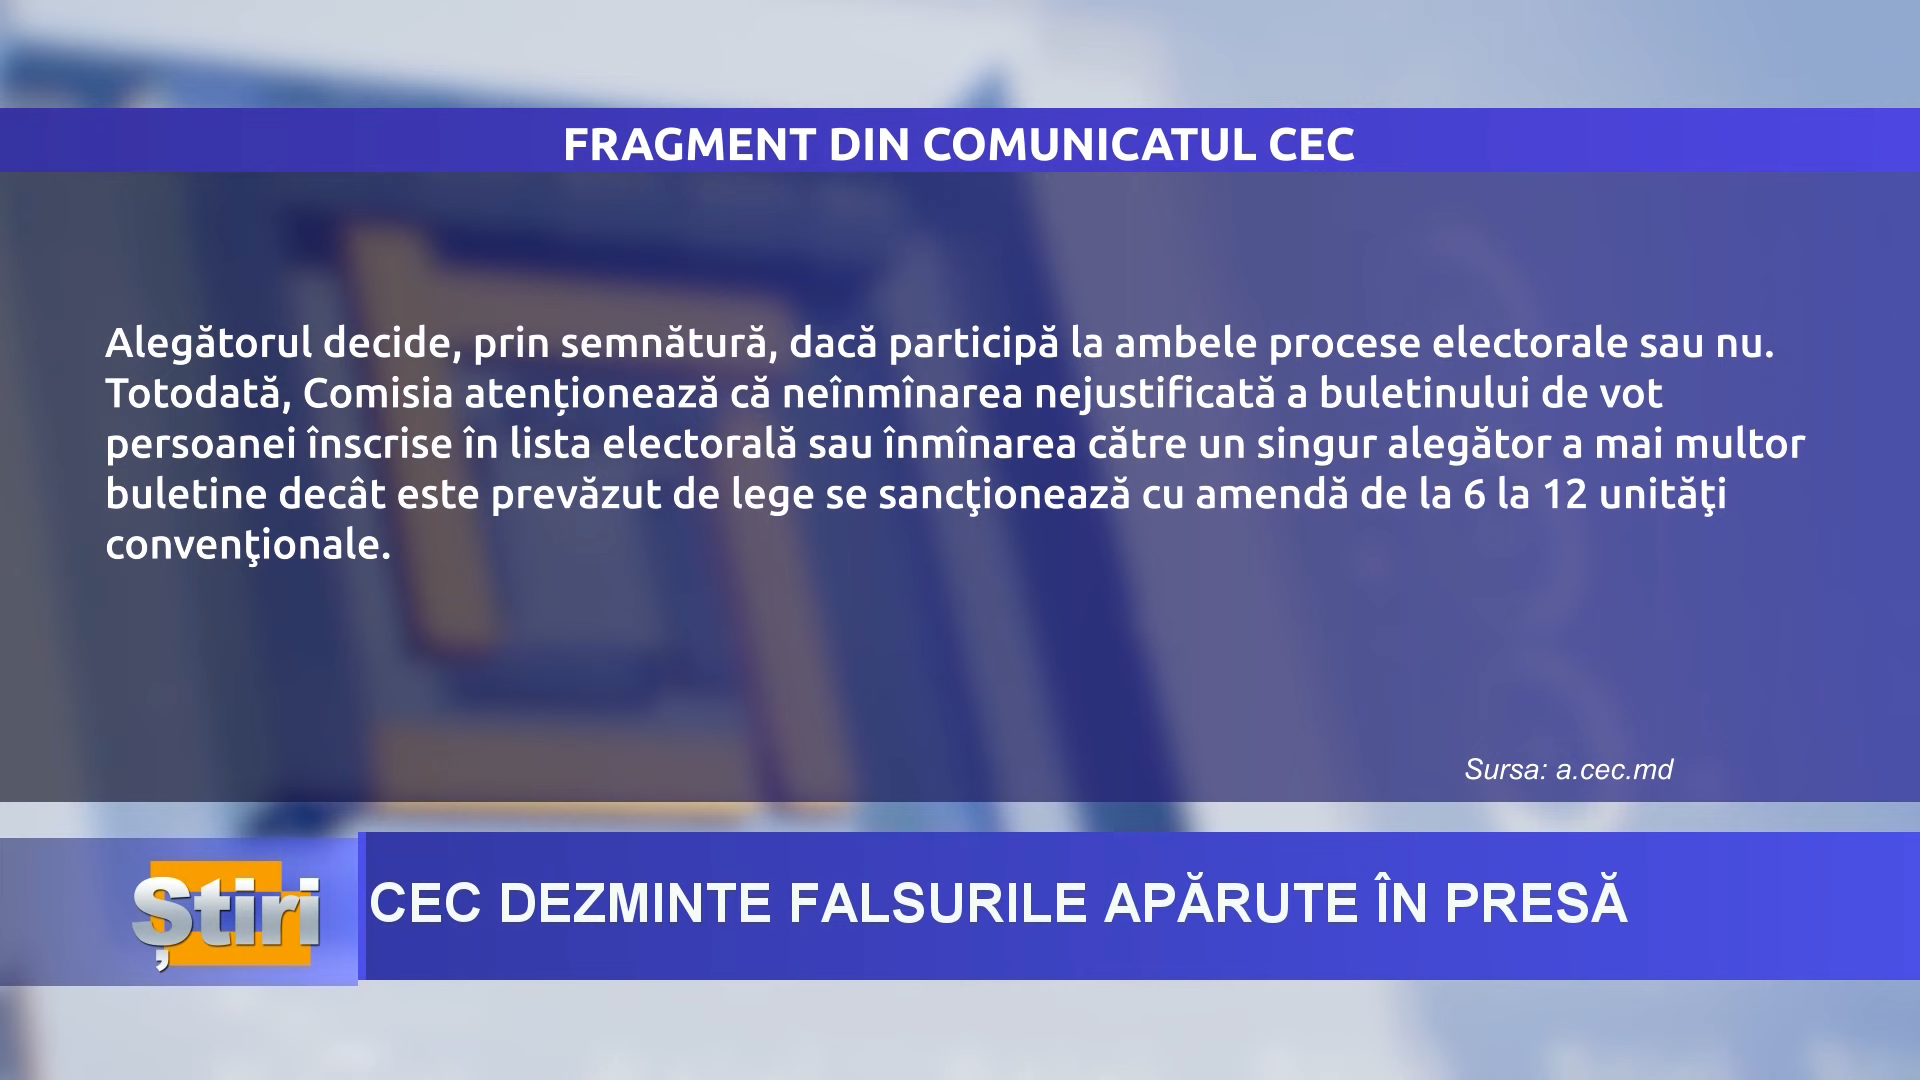 FRAGMENT DIN COMUNICATUL CEC
Alegătorul decide, prin semnătură, dacă participă la ambele procese electorale sau nu.
Totodată, Comisia atenționează că neînmînarea nejustificată a buletinului de vot
persoanei înscrise în lista electorală sau înmînarea către un singur alegător a mai multor
buletine decât este prevăzut de lege se sancţionează cu amendă de la 6 la 12 unităţi
convenţionale.
Sursa: a.cec.md
Știri
CEC DEZMINTE FALSURILE APĂRUTE ÎN PRESĂ